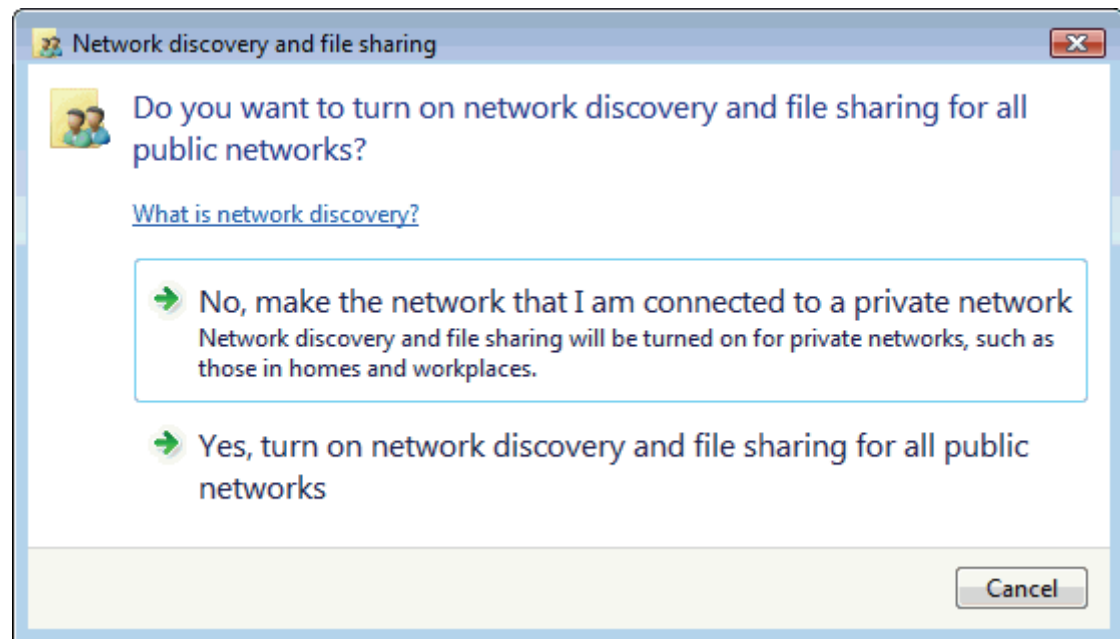 Network discovery and file sharing
Do you want to turn on network discovery and file sharing for all
public networks?
What is network discovery?
No, make the network that I am connected to a private network
Network discovery and file sharing will be turned on for private networks, such as
those in homes and workplaces.
Yes, turn on network discovery and file sharing for all public
networks
Cancel